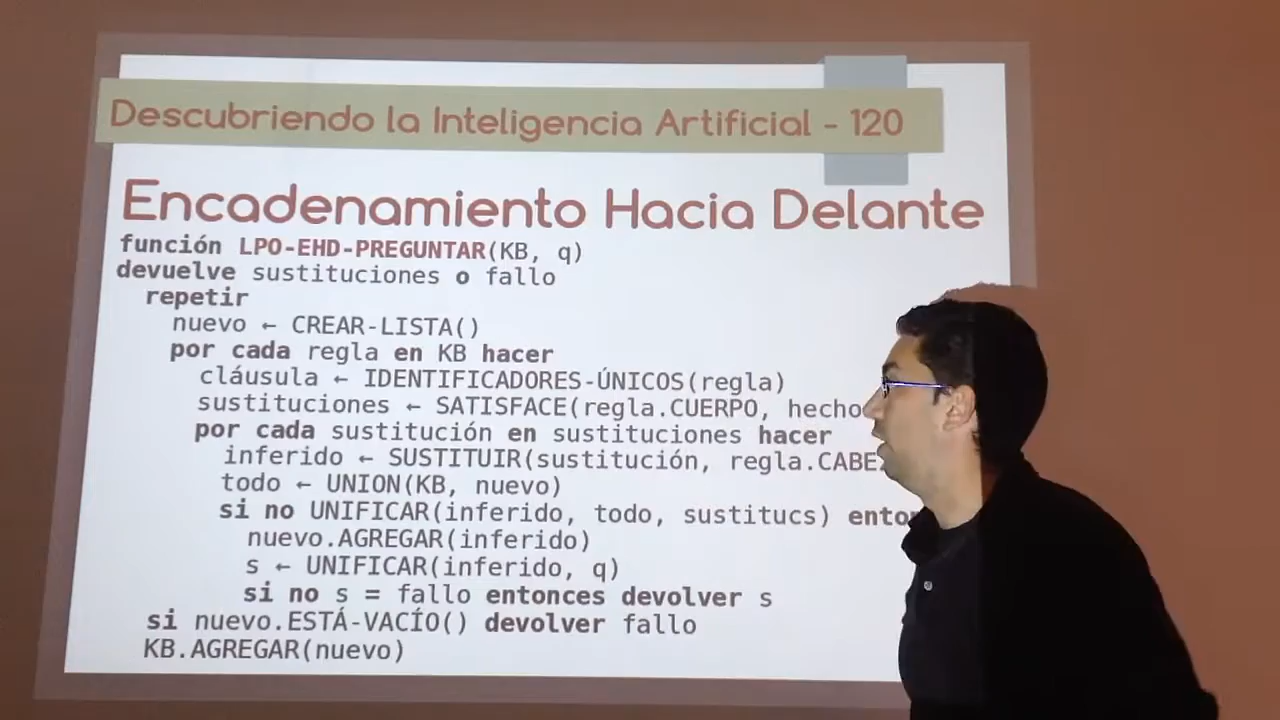 Descubriendo la Inteligencia Artificial - 120
Encadenamiento Hacia Delante
función LPO-EHD-PREGUNTAR(KB, q)
devuelve sustituciones o fallo
repetir
nuevo ← CREAR-LISTA()
por cada regla en KB hacer
cláusula ← IDENTIFICADORES-ÚNICOS(regla)
sustituciones ← SATISFACE(regla.CUERPO,
por cada sustitución en sustituciones hacer
inferido ← SUSTITUIR(sustitución,
todo ← UNION(KB, nuevo)
si no UNIFICAR(inferido, todo, sustitucs)
nuevo.AGREGAR(inferido)
s ← UNIFICAR(inferido, q)
si no s = fallo entonces devolver s
si nuevo.ESTÁ-VACÍO() devolver fallo
KB.AGREGAR(nuevo)